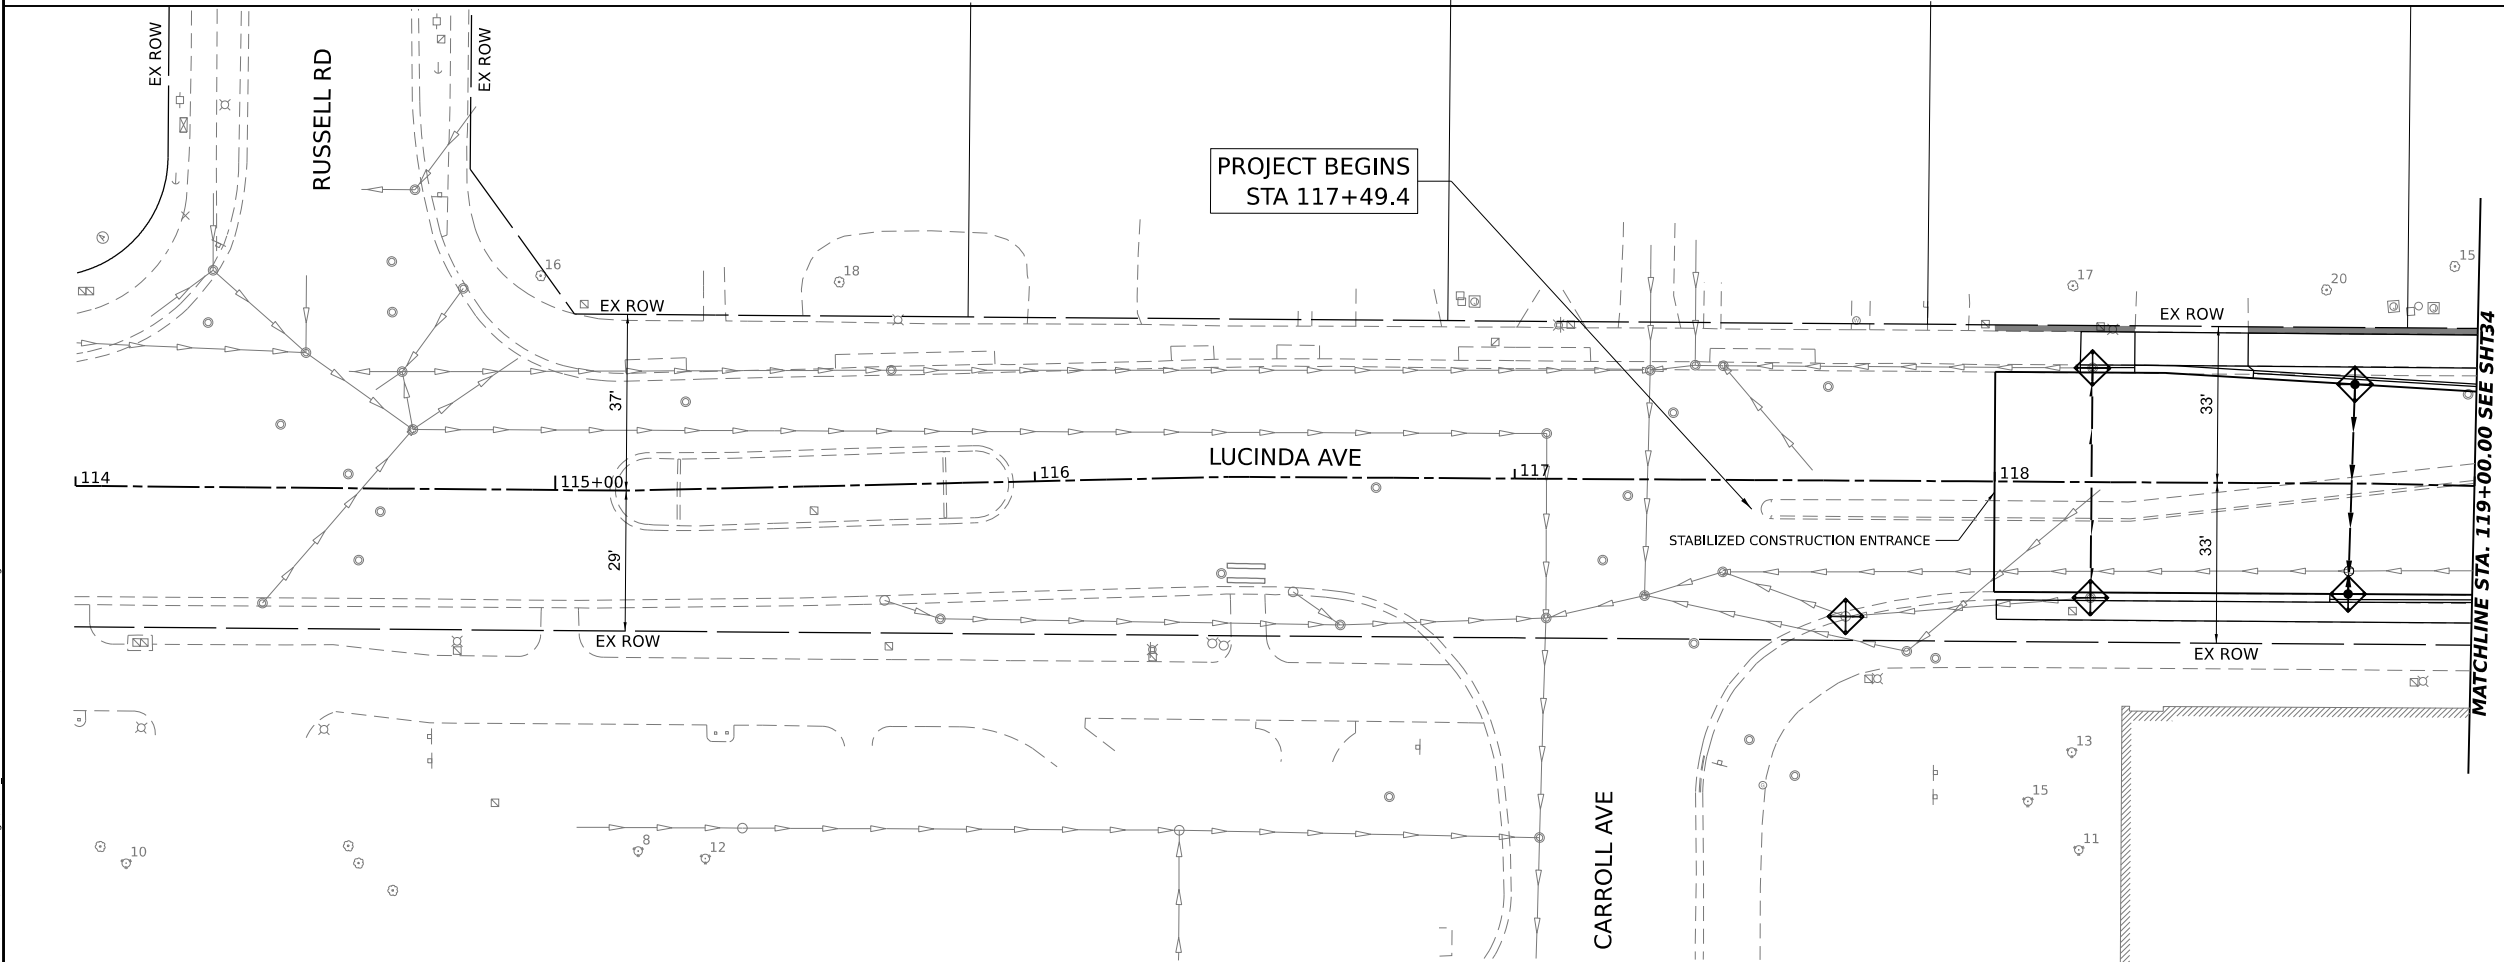 EX ROW
RUSSELL RD
EX ROW
PROJECT BEGINS
STA 117+49.4
16
18
17
20
15
EX ROW
EX ROW
37'
33'
LUCINDA AVE
114
115+00
116
117
118
STABILIZED CONSTRUCTION ENTRANCE
29'
33'
EX ROW
EX ROW
MATCHLINE STA. 119+00.00 SEE SHT34
13
15
11
10
8
12
CARROLL AVE